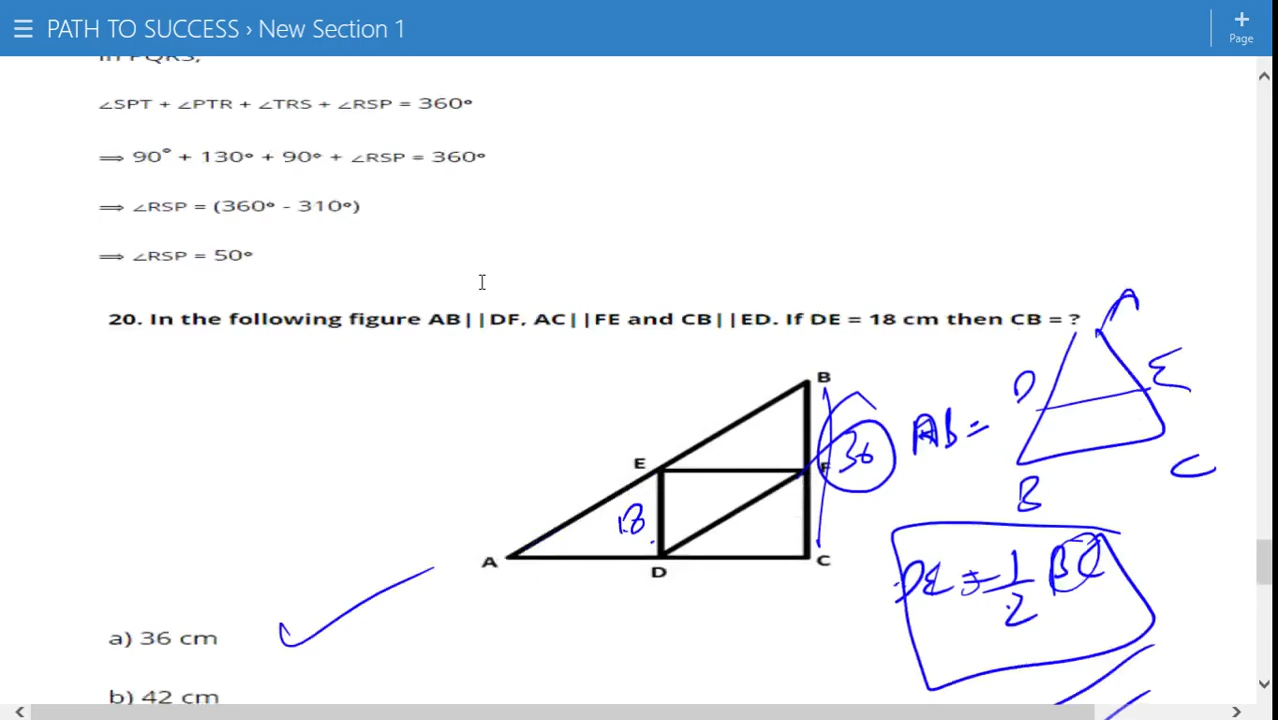 PATH TO SUCCESS › New Section 1
Page
In PQRS,
∠SPT + ∠PTR + ∠TRS + ∠RSP = 360°
⟹ 90° + 130° + 90° + ∠RSP = 360°
⟹ ∠RSP = (360° - 310°)
⟹ ∠RSP = 50°
20. In the following figure AB||DF, AC||FE and CB||ED. If DE = 18 cm then CB = ?
A
B
D
E
E
F
36
AB =
C
18
B
A
D
C
DE = 1/2 BC
a) 36 cm
b) 42 cm